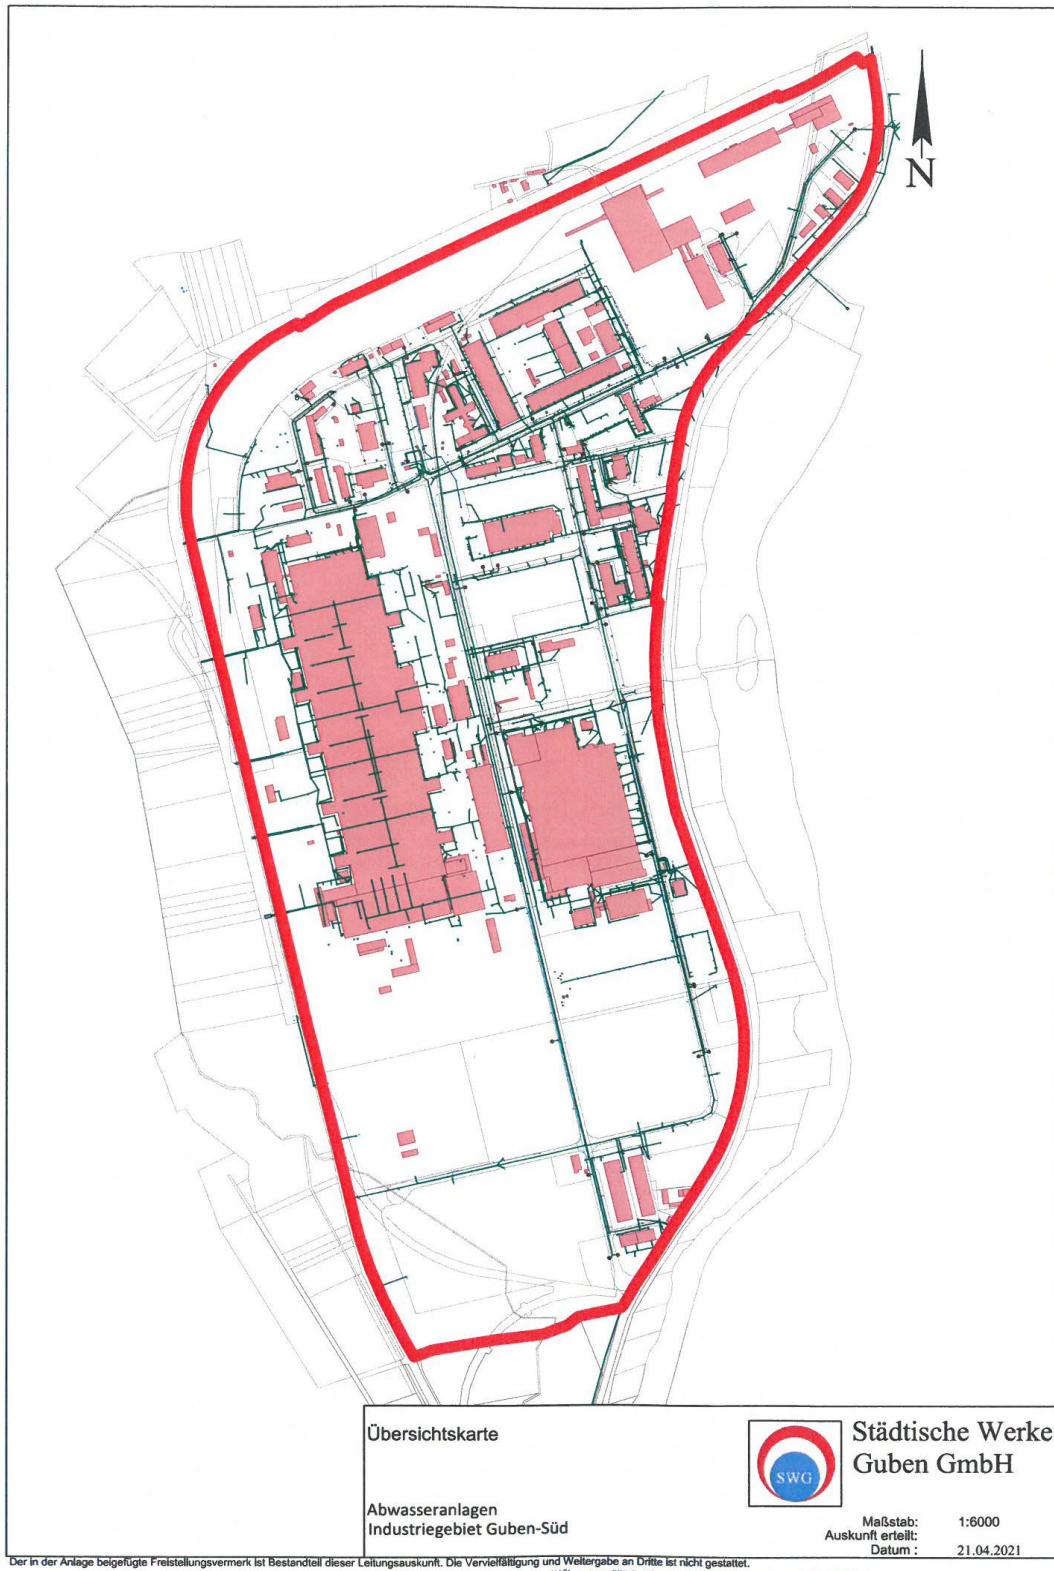 N
Übersichtskarte
Abwasseranlagen
Industriegebiet Guben-Süd
SWG
Städtische Werke
Guben GmbH
Maßstab: 1:6000
Auskunft erteilt:
Datum : 21.04.2021
Der in der Anlage beigefügte Freistellungsvermerk ist Bestandteil dieser Leitungsauskunft. Die Vervielfältigung und Weitergabe an Dritte ist nicht gestattet.